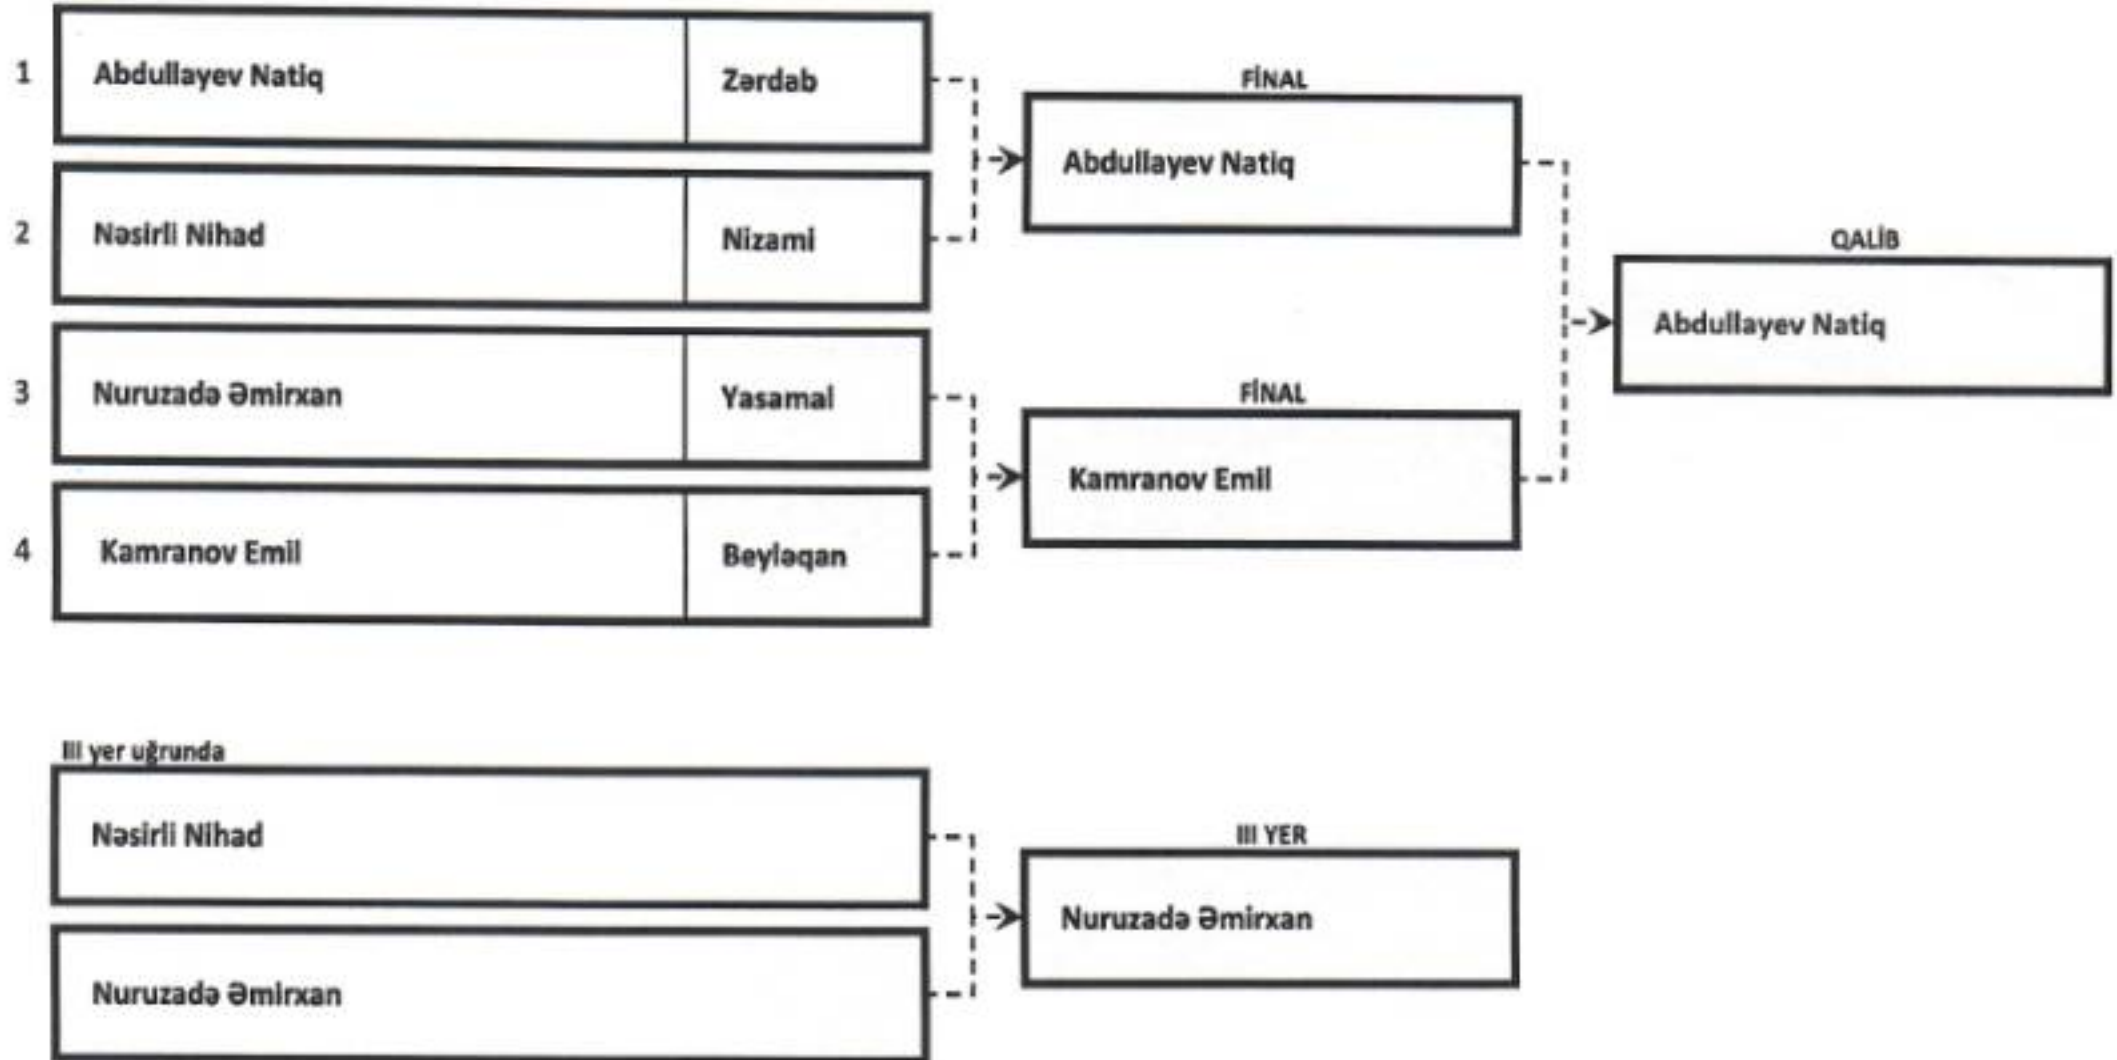 1 Abdullayev Natiq Zərdab
2 Nəsirli Nihad Nizami
3 Nuruzadə Əmirxan Yasamal
4 Kamranov Emil Beyləqan
FİNAL
Abdullayev Natiq
FİNAL
Kamranov Emil
QALİB
Abdullayev Natiq
III yer uğrunda
Nəsirli Nihad
Nuruzadə Əmirxan
III YER
Nuruzadə Əmirxan